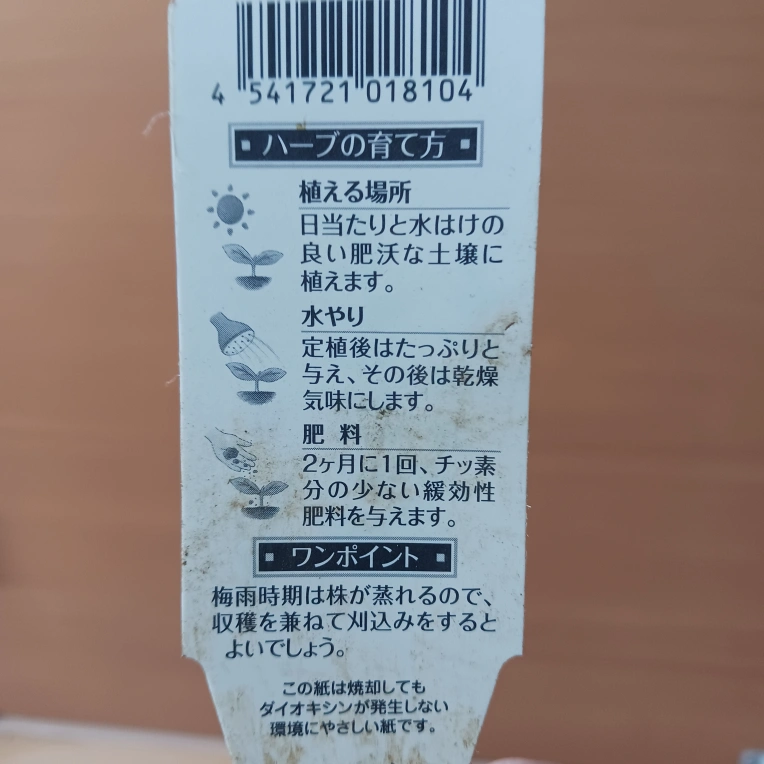 4 541721 018104
ハーブの育て方
植える場所
日当たりと水はけの
良い肥沃な土壌に
植えます。
水やり
定植後はたっぷりと
与え、その後は乾燥
気味にします。
肥料
2ヶ月に1回、チッ素
分の少ない緩効性
肥料を与えます。
ワンポイント
梅雨時期は株が蒸れるので、
収穫を兼ねて刈込みをすると
よいでしょう。
この紙は焼却しても
ダイオキシンが発生しない
環境にやさしい紙です。